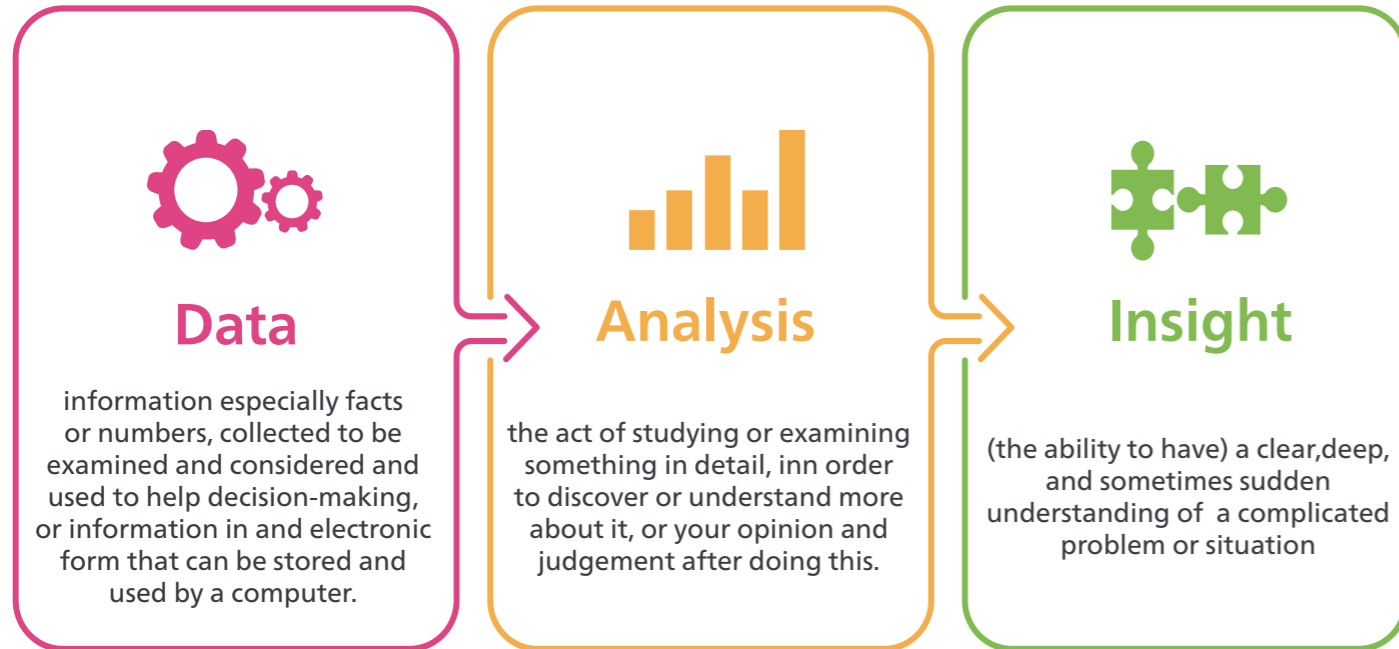 Data
information especially facts
or numbers, collected to be
examined and considered and
used to help decision-making,
or information in and electronic
form that can be stored and
used by a computer.
Analysis
the act of studying or examining
something in detail, inn order
to discover or understand more
about it, or your opinion and
judgement after doing this.
Insight
(the ability to have) a clear,deep,
and sometimes sudden
understanding of  a complicated
problem or situation